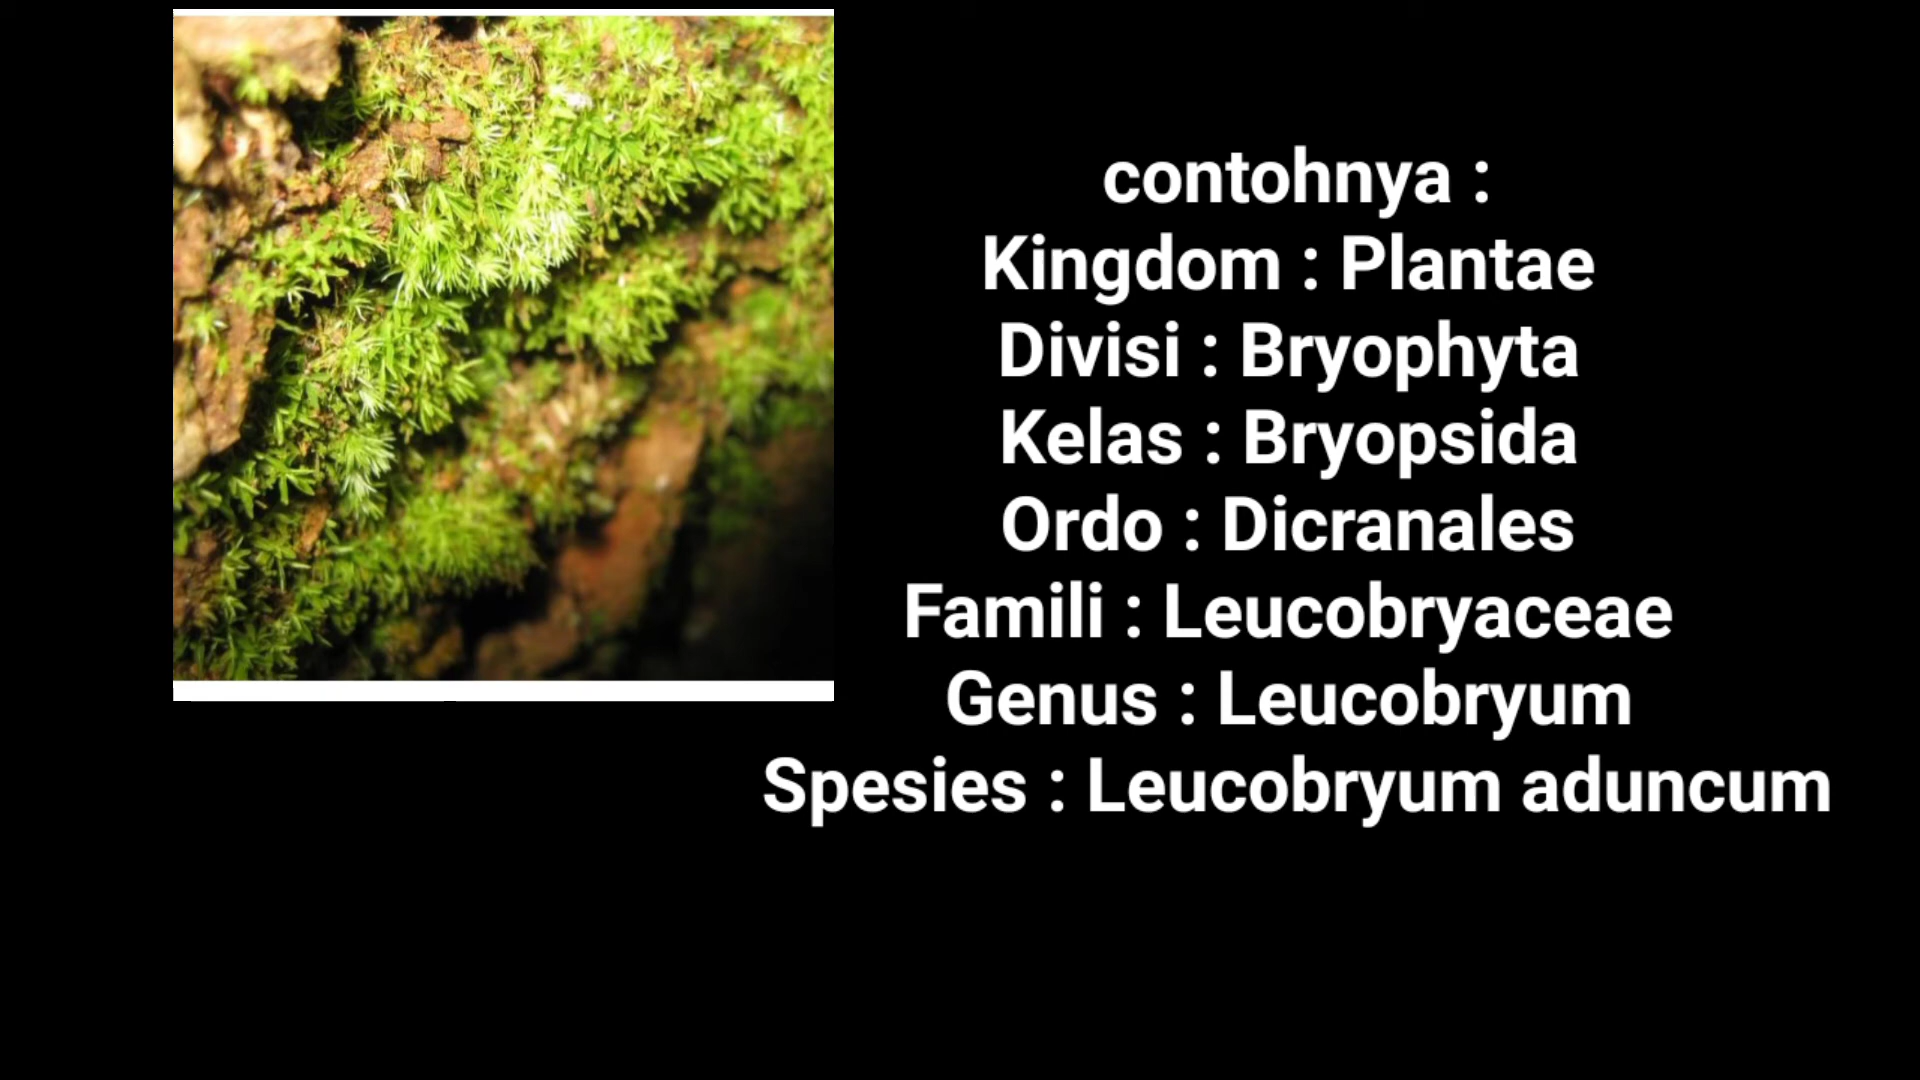 contohnya :
Kingdom : Plantae
Divisi : Bryophyta
Kelas : Bryopsida
Ordo : Dicranales
Famili : Leucobryaceae
Genus : Leucobryum
Spesies : Leucobryum aduncum